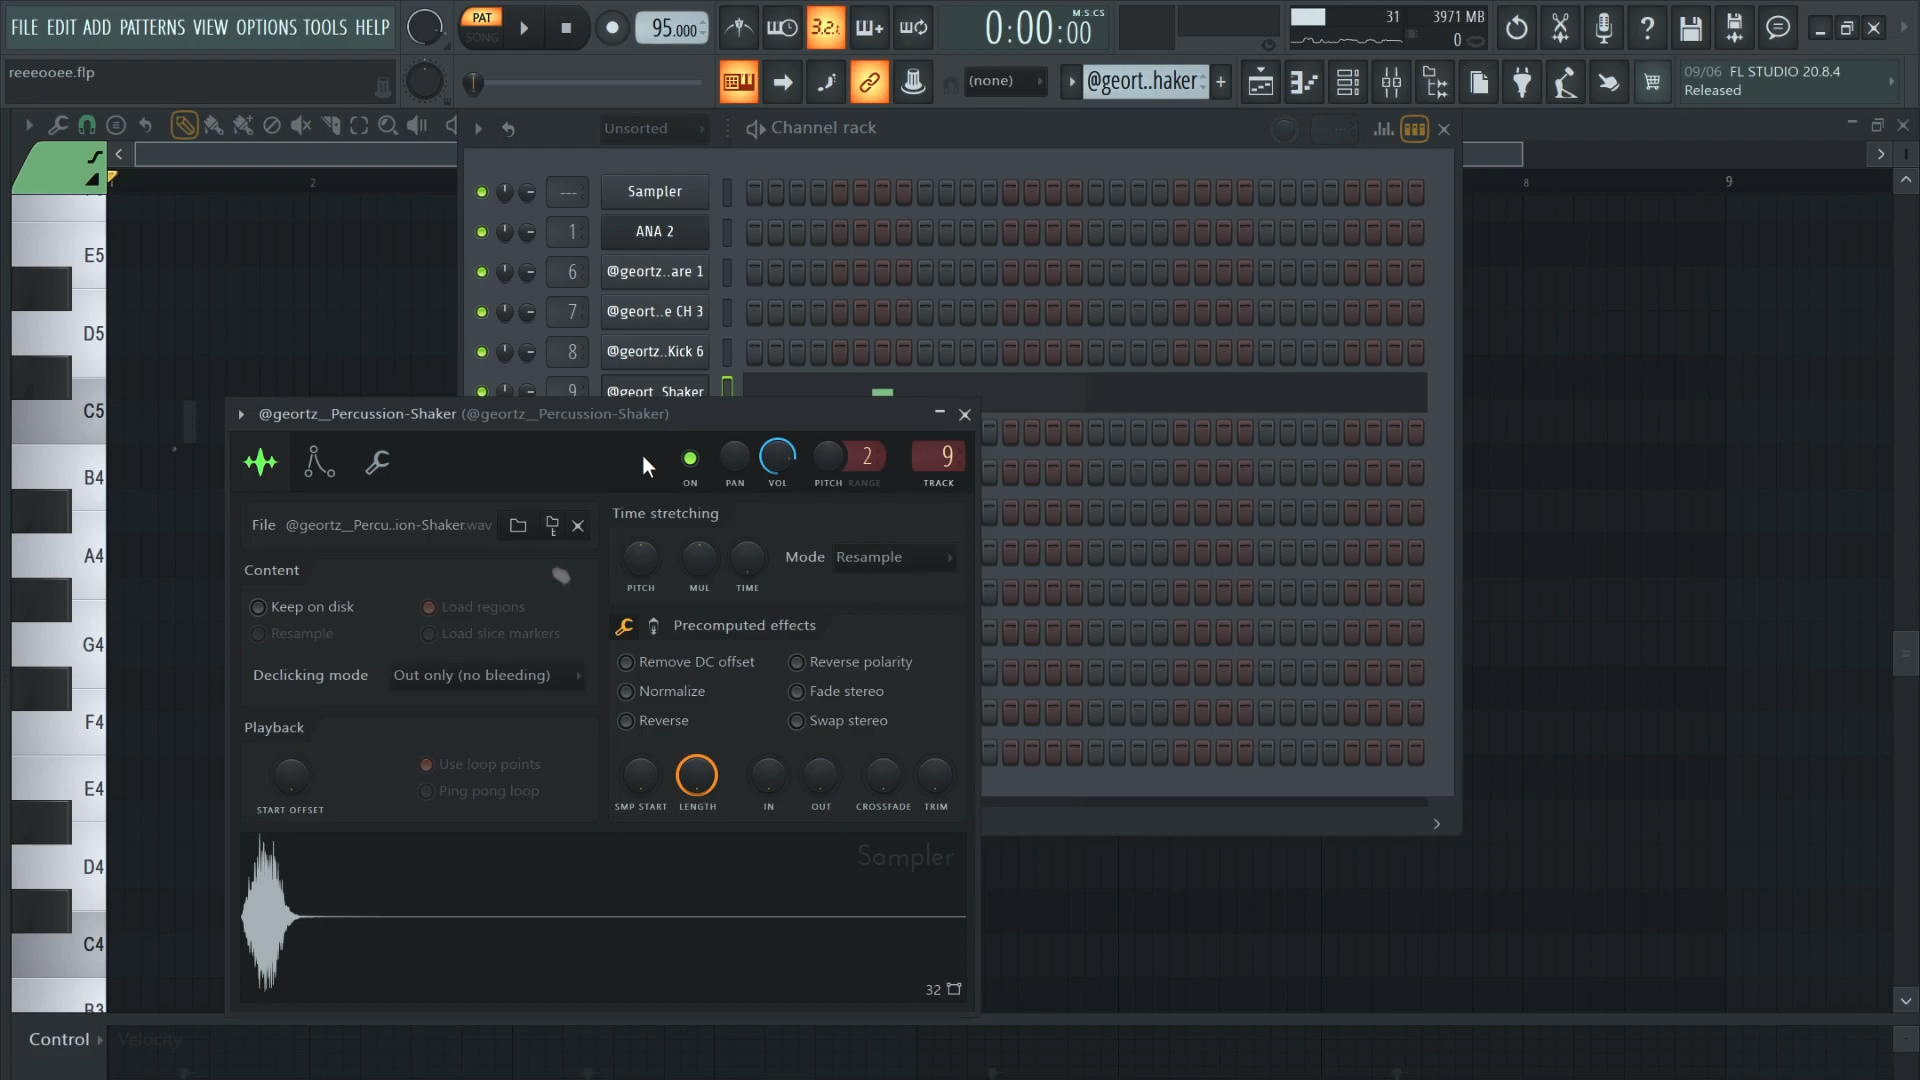 FILE EDIT ADD PATTERNS VIEW OPTIONS TOOLS HELP
PAT
SONG
95.000
3.2.
0:00:00
M:S:CS
31
3971 MB
0
reeeooee.flp
(none)
@geort..haker
09/06 FL STUDIO 20.8.4
Released
Unsorted
Channel rack
2
8
9
--- Sampler
1 ANA 2
6 @geortz..are 1
7 @geort..e CH 3
8 @geortz..Kick 6
9 @geort..Shaker
E5
D5
C5
B4
A4
G4
F4
E4
D4
C4
B3
@geortz__Percussion-Shaker (@geortz__Percussion-Shaker)
2
9
ON PAN VOL PITCH RANGE TRACK
File @geortz__Percu..ion-Shaker.wav
Content
Keep on disk
Load regions
Resample
Load slice markers
Declicking mode Out only (no bleeding)
Playback
Use loop points
Ping pong loop
START OFFSET
Time stretching
PITCH MUL TIME
Mode Resample
Precomputed effects
Remove DC offset
Reverse polarity
Normalize
Fade stereo
Reverse
Swap stereo
SMP START LENGTH IN OUT CROSSFADE TRIM
Sampler
32
Control
Velocity